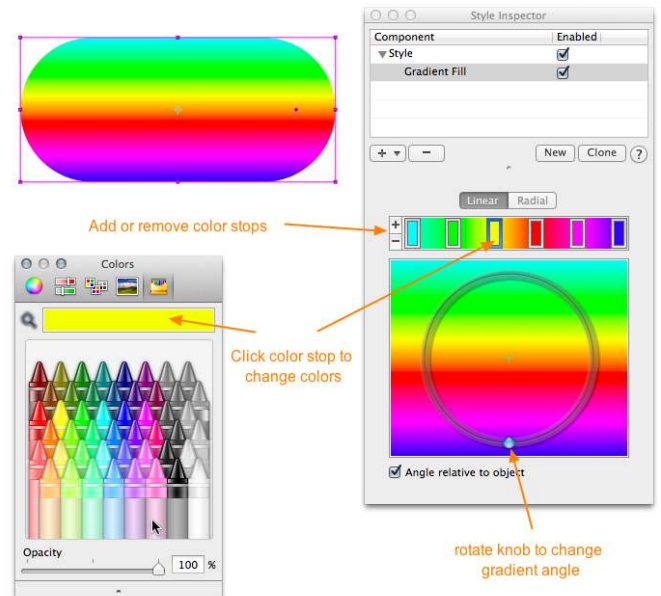 Style Inspector
Component Enabled
Style
Gradient Fill
+ −
New Clone ?
Linear Radial
Add or remove color stops
+
−
Colors
Click color stop to
change colors
Angle relative to object
Opacity
100 %
rotate knob to change
gradient angle